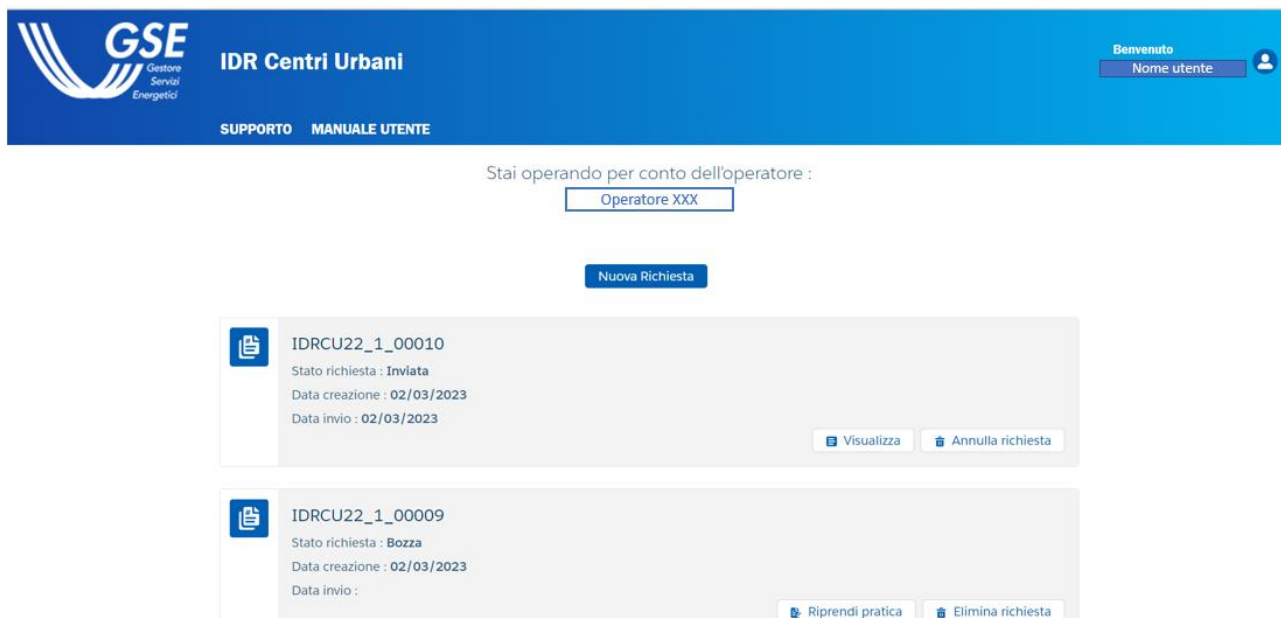 GSE
Gestore
Servizi
Energetici
IDR Centri Urbani
Benvenuto
Nome utente
SUPPORTO MANUALE UTENTE
Stai operando per conto dell'operatore :
Operatore XXX
Nuova Richiesta
IDRCU22_1_00010
Stato richiesta : Inviata
Data creazione : 02/03/2023
Data invio : 02/03/2023
Visualizza Annulla richiesta
IDRCU22_1_00009
Stato richiesta : Bozza
Data creazione : 02/03/2023
Data invio :
Riprendi pratica Elimina richiesta